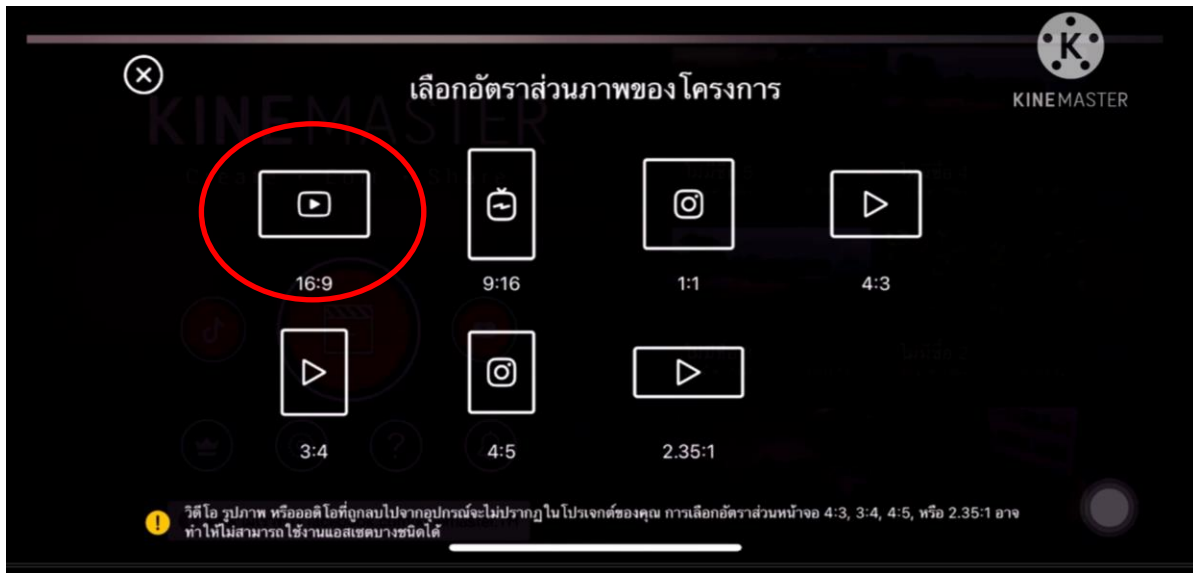 เลือกอัตราส่วนภาพของโครงการ
KINEMASTER
KINEMASTER
16:9
9:16
1:1
4:3
3:4
4:5
2.35:1
วิดีโอ รูปภาพ หรือออดิโอที่ถูกลบไปจากอุปกรณ์จะไม่ปรากฏในโปรเจกต์ของคุณ การเลือกอัตราส่วนหน้าจอ 4:3, 3:4, 4:5, หรือ 2.35:1 อาจ
ทำให้ไม่สามารถใช้งานแอสเซตบางชนิดได้